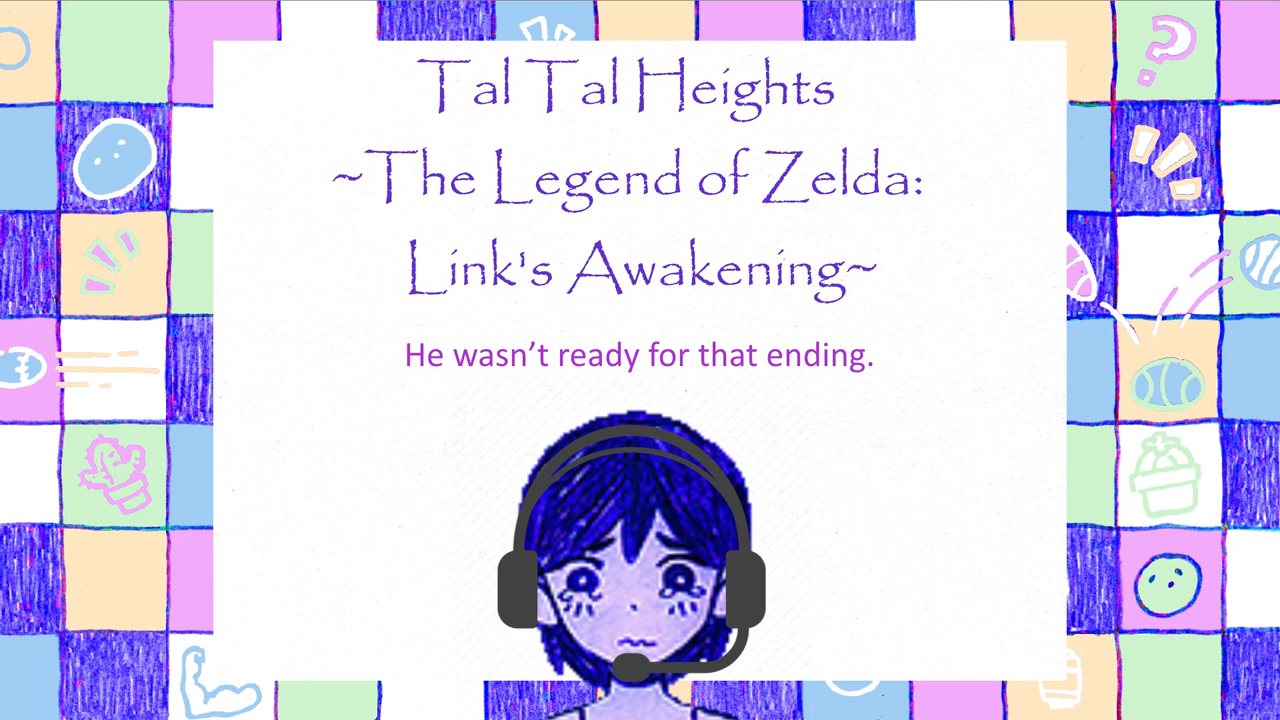 Tal Tal Heights
~The Legend of Zelda:
Link's Awakening~
He wasn’t ready for that ending.